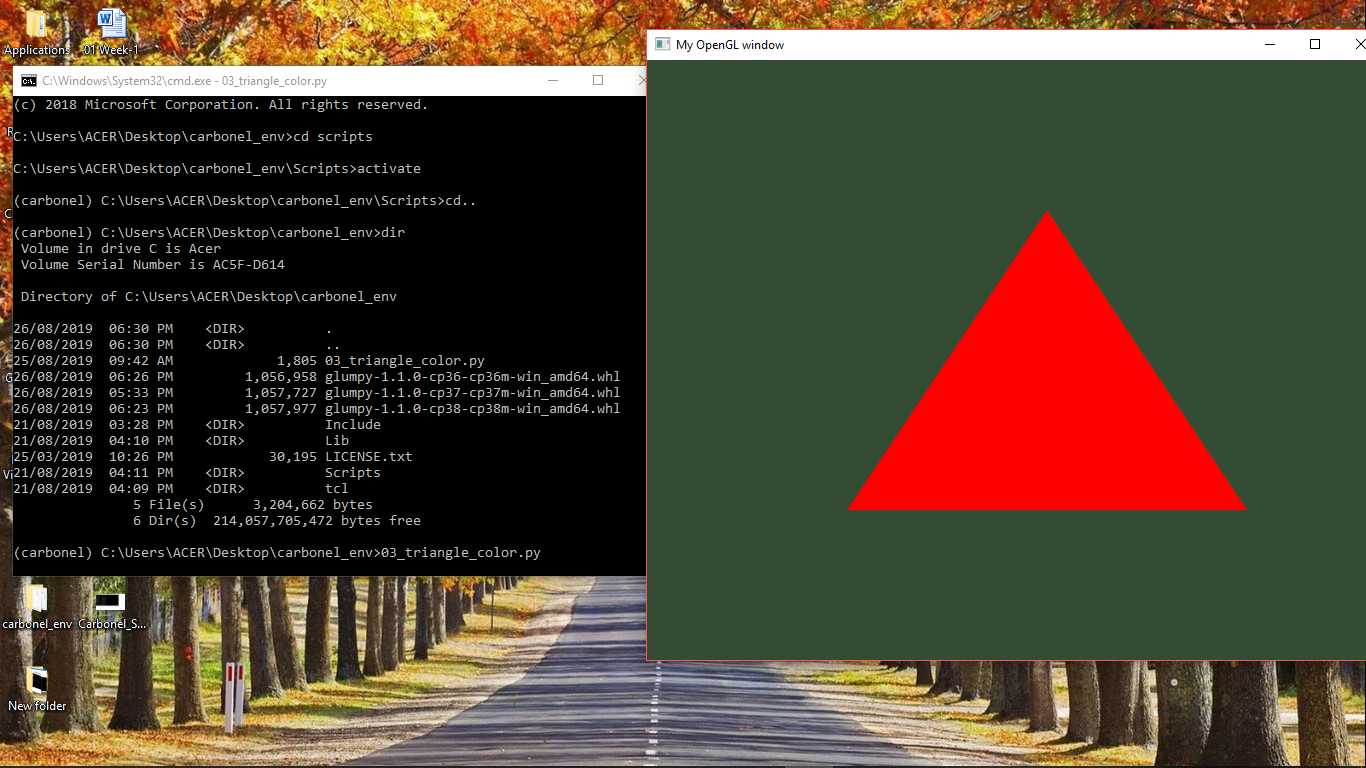 Applications
01 Week-1
C:\Windows\System32\cmd.exe - 03_triangle_color.py
(c) 2018 Microsoft Corporation. All rights reserved.
C:\Users\ACER\Desktop\carbonel_env>cd scripts
C:\Users\ACER\Desktop\carbonel_env\Scripts>activate
(carbonel) C:\Users\ACER\Desktop\carbonel_env\Scripts>cd..
(carbonel) C:\Users\ACER\Desktop\carbonel_env>dir
Volume in drive C is Acer
Volume Serial Number is AC5F-D614
Directory of C:\Users\ACER\Desktop\carbonel_env
26/08/2019 06:30 PM <DIR> .
26/08/2019 06:30 PM <DIR> ..
25/08/2019 09:42 AM 1,805 03_triangle_color.py
26/08/2019 06:26 PM 1,056,958 glumpy-1.1.0-cp36-cp36m-win_amd64.whl
26/08/2019 05:33 PM 1,057,727 glumpy-1.1.0-cp37-cp37m-win_amd64.whl
26/08/2019 06:23 PM 1,057,977 glumpy-1.1.0-cp38-cp38m-win_amd64.whl
21/08/2019 03:28 PM <DIR> Include
21/08/2019 04:10 PM <DIR> Lib
25/03/2019 10:26 PM 30,195 LICENSE.txt
21/08/2019 04:11 PM <DIR> Scripts
21/08/2019 04:09 PM <DIR> tcl
5 File(s) 3,204,662 bytes
6 Dir(s) 214,057,705,472 bytes free
(carbonel) C:\Users\ACER\Desktop\carbonel_env>03_triangle_color.py
My OpenGL window
carbonel_env
Carbonel_S...
New folder